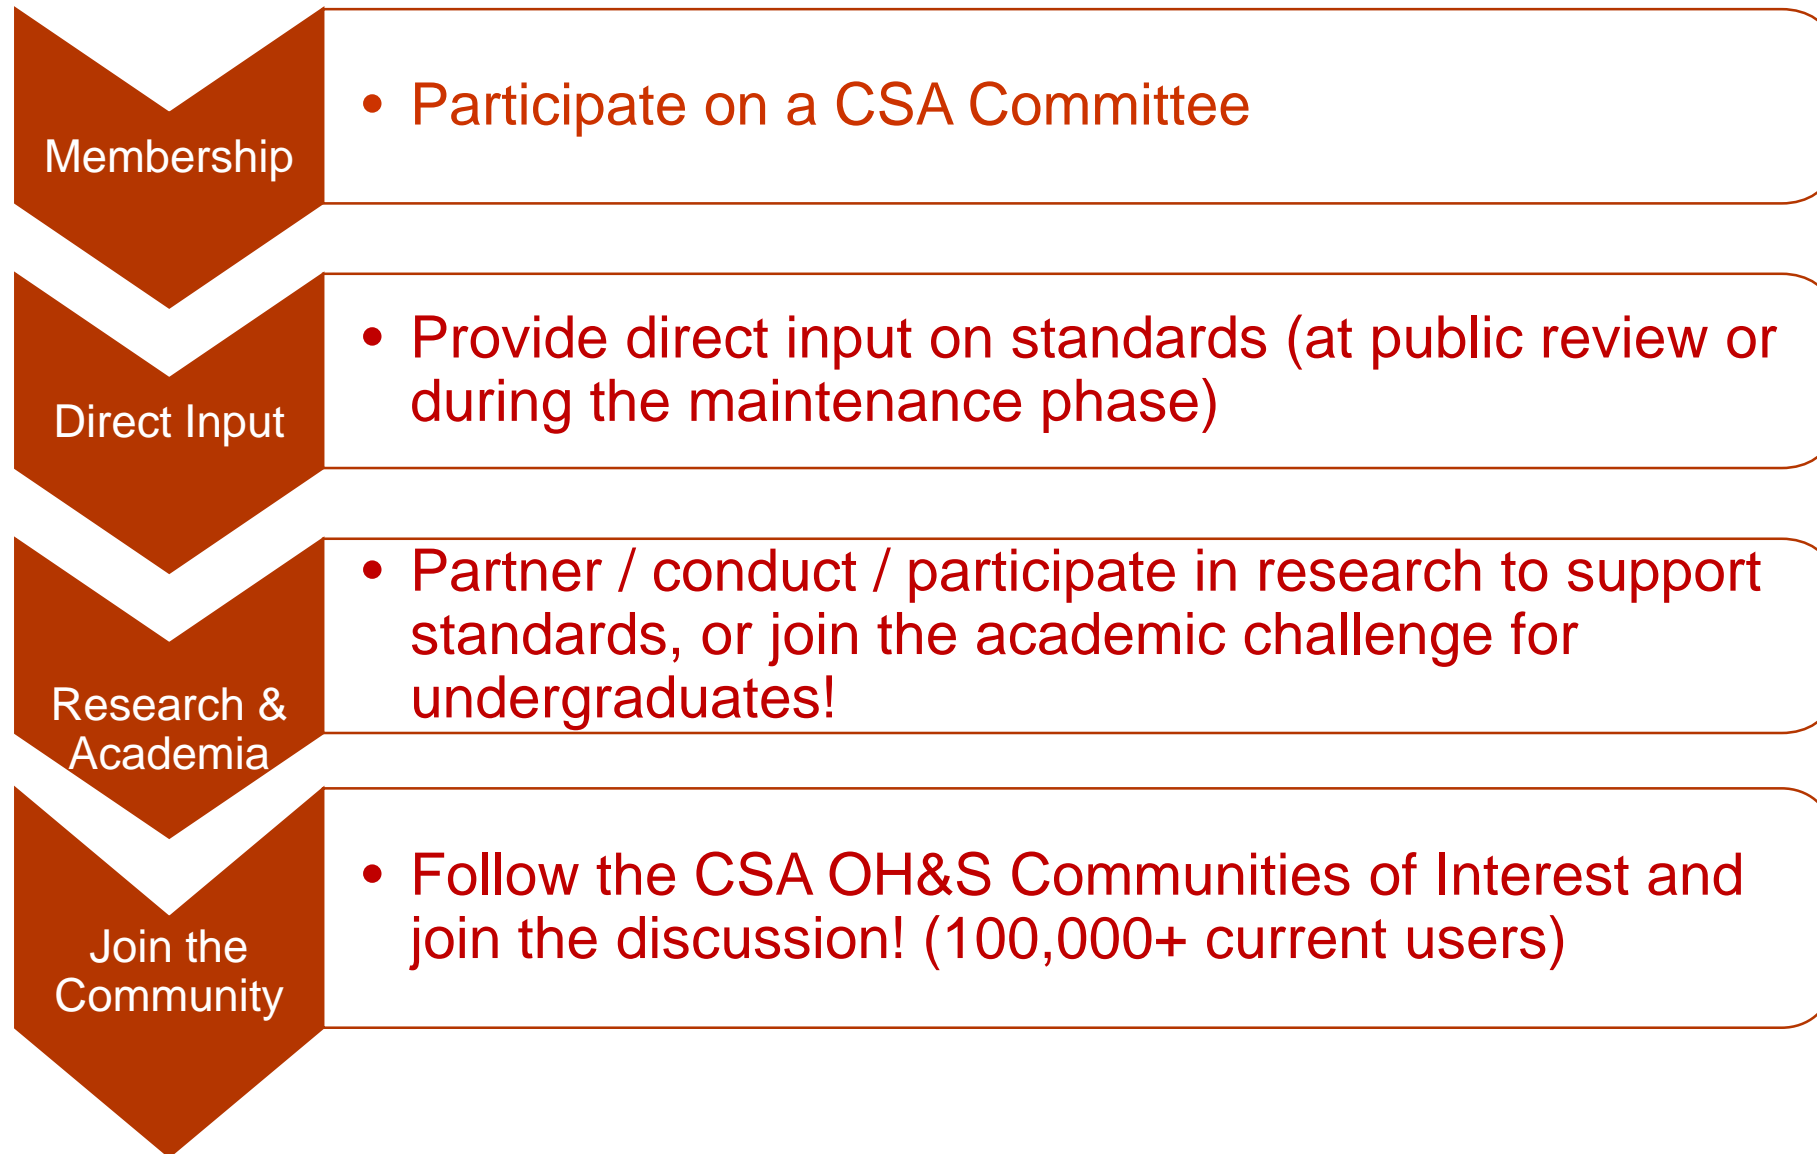 Membership
• Participate on a CSA Committee
Direct Input
• Provide direct input on standards (at public review or
during the maintenance phase)
Research &
Academia
• Partner / conduct / participate in research to support
standards, or join the academic challenge for
undergraduates!
Join the
Community
• Follow the CSA OH&S Communities of Interest and
join the discussion! (100,000+ current users)